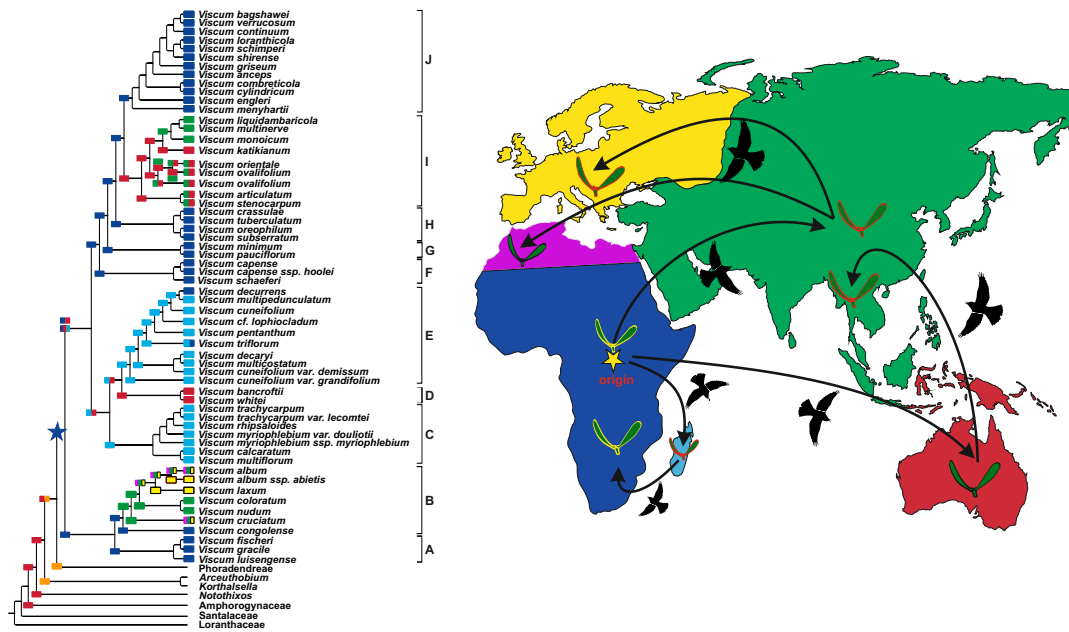 Viscum bagshawei
Viscum verrucosum
Viscum continuum
Viscum loranthicola
Viscum schimperi
Viscum shirense
Viscum griseum
Viscum anceps
Viscum combreticola
Viscum cylindricum
Viscum engleri
Viscum menyhartii
J
Viscum liquidambaricola
Viscum multinerve
Viscum monoicum
Viscum katikianum
Viscum orientale
Viscum ovalifolium
Viscum ovalifolium
Viscum articulatum
Viscum stenocarpum
I
Viscum crassulae
Viscum tuberculatum
Viscum oreophilum
Viscum subserratum
H
Viscum minimum
Viscum pauciflorum
G
Viscum capense
Viscum capense ssp. hoolei
Viscum schaeferi
F
Viscum decurrens
Viscum multipedunculatum
Viscum cuneifolium
Viscum cf. lophiocladum
Viscum pentanthum
Viscum triflorum
Viscum decaryi
Viscum multicostatum
Viscum cuneifolium var. demissum
Viscum cuneifolium var. grandifolium
E
Viscum bancroftii
Viscum whitei
D
Viscum trachycarpum
Viscum trachycarpum var. lecomtei
Viscum rhipsaloides
Viscum myriophlebium var. douliotii
Viscum myriophlebium ssp. myriophlebium
Viscum calcaratum
Viscum multiflorum
C
Viscum album
Viscum album ssp. abietis
Viscum laxum
Viscum coloratum
Viscum nudum
Viscum cruciatum
Viscum congolense
B
Viscum fischeri
Viscum gracile
Viscum luisengense
A
Phoradendreae
Arceuthobium
Korthalsella
Notothixos
Amphorogynaceae
Santalaceae
Loranthaceae
origin